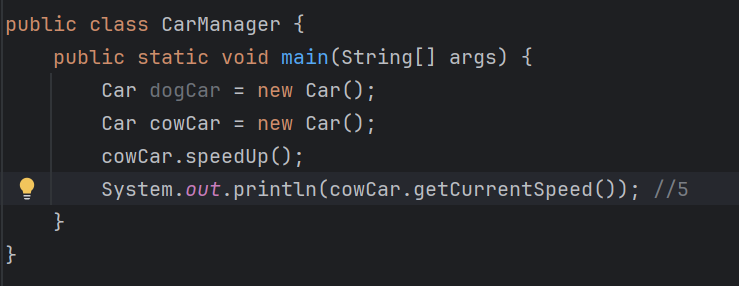 public class CarManager {
    public static void main(String[] args) {
        Car dogCar = new Car();
        Car cowCar = new Car();
        cowCar.speedUp();
        System.out.println(cowCar.getCurrentSpeed()); //5
    }
}